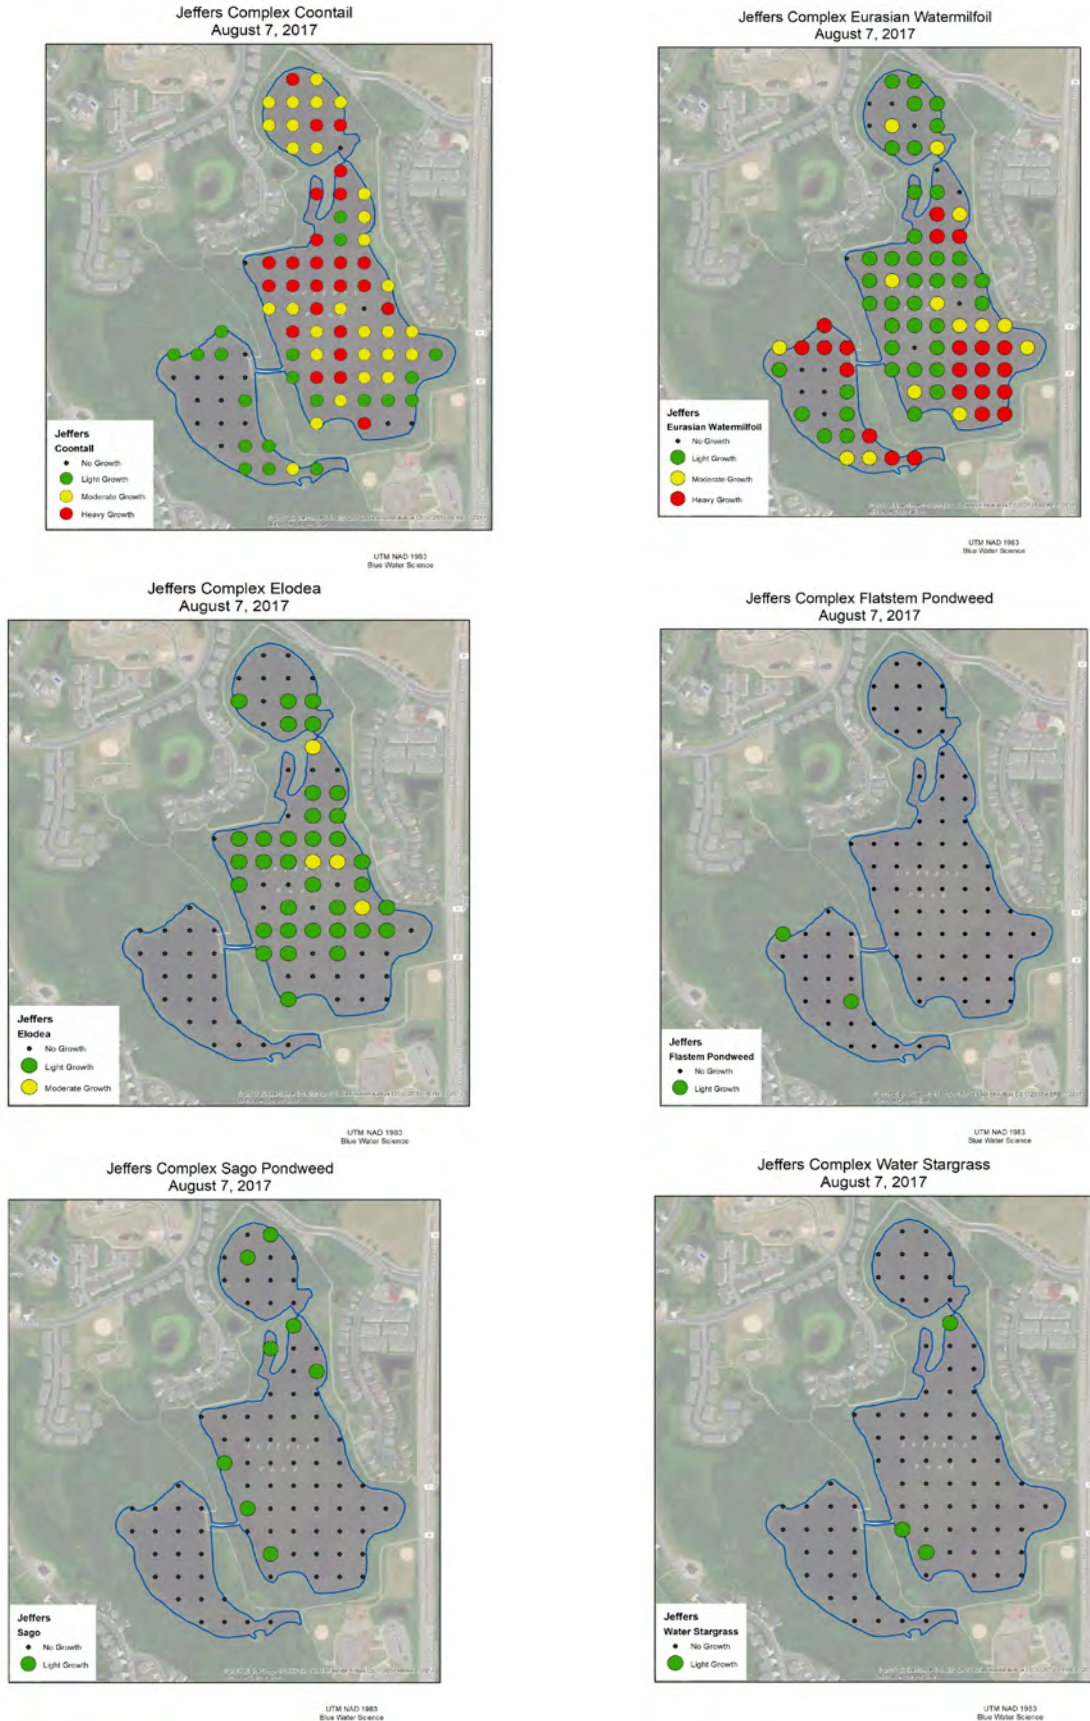 Jeffers Complex Coontail
August 7, 2017
Jeffers
Coontail
No Growth
Light Growth
Moderate Growth
Heavy Growth
UTM NAD 1983
Blue Water Science
Jeffers Complex Eurasian Watermilfoil
August 7, 2017
Jeffers
Eurasian Watermilfoil
No Growth
Light Growth
Moderate Growth
Heavy Growth
UTM NAD 1983
Blue Water Science
Jeffers Complex Elodea
August 7, 2017
Jeffers
Elodea
No Growth
Light Growth
Moderate Growth
UTM NAD 1983
Blue Water Science
Jeffers Complex Flatstem Pondweed
August 7, 2017
Jeffers
Flastem Pondweed
No Growth
Light Growth
UTM NAD 1983
Blue Water Science
Jeffers Complex Sago Pondweed
August 7, 2017
Jeffers
Pond
Jeffers
Sago
No Growth
Light Growth
UTM NAD 1983
Blue Water Science
Jeffers Complex Water Stargrass
August 7, 2017
Jeffers
Pond
Jeffers
Water Stargrass
No Growth
Light Growth
UTM NAD 1983
Blue Water Science